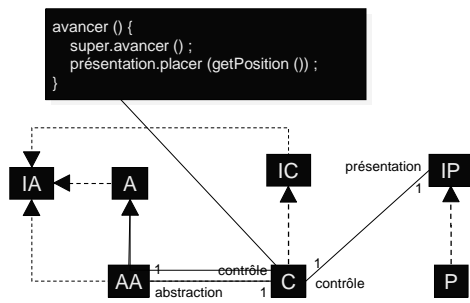 avancer () {
super.avancer () ;
présentation.placer (getPosition ()) ;
}
présentation
IA
A
IC
IP
1
1
contrôle
1
contrôle
AA
abstraction
1
C
P